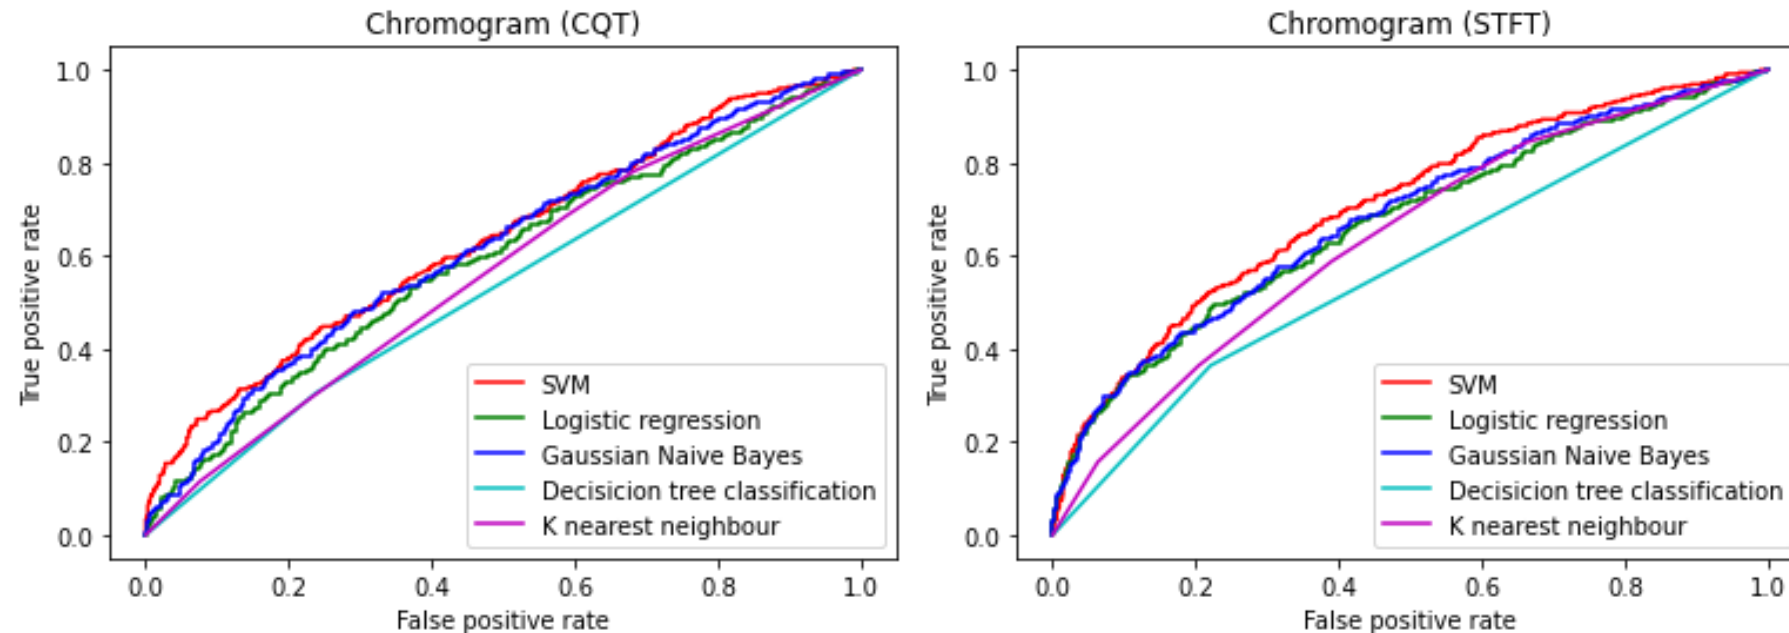 Chromogram (CQT)
True positive rate
1.0
0.8
0.6
0.4
0.2
0.0
SVM
Logistic regression
Gaussian Naive Bayes
Decisicion tree classification
K nearest neighbour
0.0 0.2 0.4 0.6 0.8 1.0
False positive rate
Chromogram (STFT)
True positive rate
1.0
0.8
0.6
0.4
0.2
0.0
SVM
Logistic regression
Gaussian Naive Bayes
Decisicion tree classification
K nearest neighbour
0.0 0.2 0.4 0.6 0.8 1.0
False positive rate